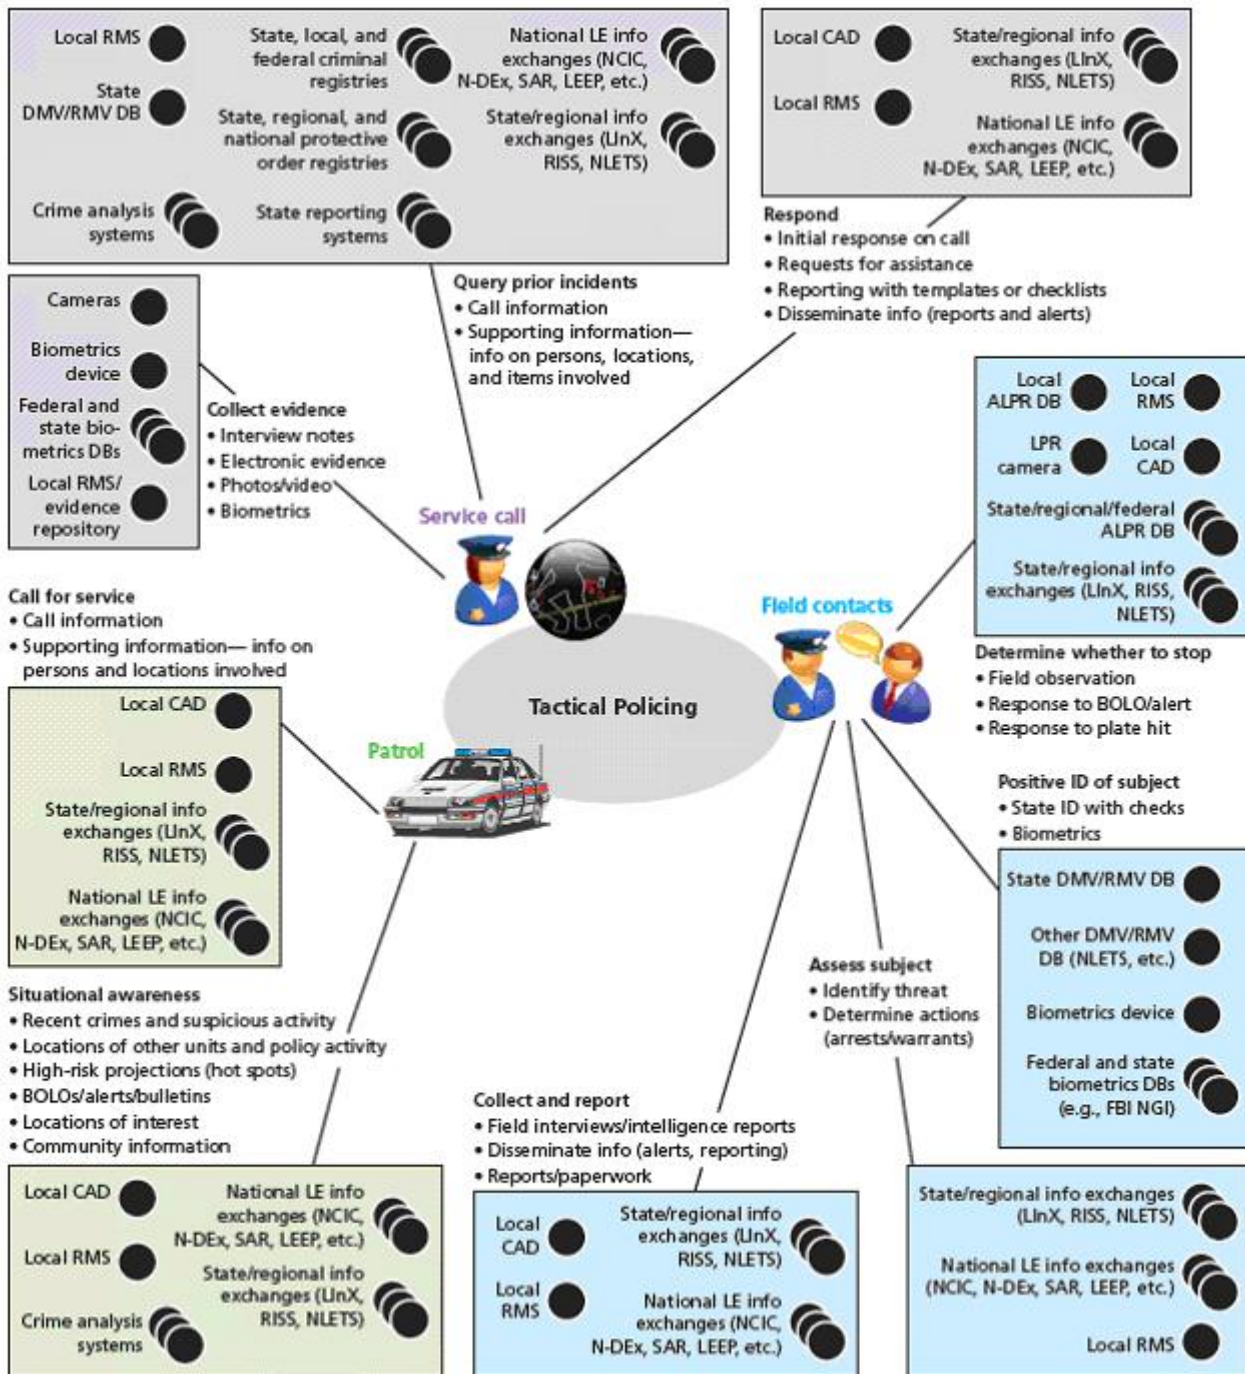 Local RMS
State
DMV/RMV DB
Crime analysis
systems
State, local, and
federal criminal
registries
State, regional, and
national protective
order registries
State reporting
systems
National LE info
exchanges (NCIC,
N-DEx, SAR, LEEP, etc.)
State/regional info
exchanges (LInX,
RISS, NLETS)
Local CAD
Local RMS
State/regional info
exchanges (LInX,
RISS, NLETS)
National LE info
exchanges (NCIC,
N-DEx, SAR, LEEP, etc.)
Respond
• Initial response on call
• Requests for assistance
• Reporting with templates or checklists
• Disseminate info (reports and alerts)
Query prior incidents
• Call information
• Supporting information—
info on persons, locations,
and items involved
Cameras
Biometrics
device
Federal and
state bio-
metrics DBs
Local RMS/
evidence
repository
Collect evidence
• Interview notes
• Electronic evidence
• Photos/video
• Biometrics
Service call
Local
ALPR DB
Local
RMS
LPR
camera
Local
CAD
State/regional/federal
ALPR DB
State/regional info
exchanges (LInX, RISS,
NLETS)
Determine whether to stop
• Field observation
• Response to BOLO/alert
• Response to plate hit
Field contacts
Tactical Policing
Call for service
• Call information
• Supporting information— info on
persons and locations involved
Local CAD
Local RMS
State/regional info
exchanges (LInX,
RISS, NLETS)
National LE info
exchanges (NCIC,
N-DEx, SAR, LEEP, etc.)
Patrol
Positive ID of subject
• State ID with checks
• Biometrics
State DMV/RMV DB
Other DMV/RMV
DB (NLETS, etc.)
Biometrics device
Federal and state
biometrics DBs
(e.g., FBI NGI)
Situational awareness
• Recent crimes and suspicious activity
• Locations of other units and policy activity
• High-risk projections (hot spots)
• BOLOs/alerts/bulletins
• Locations of interest
• Community information
Local CAD
Local RMS
Crime analysis
systems
National LE info
exchanges (NCIC,
N-DEx, SAR, LEEP, etc.)
State/regional info
exchanges (LInX,
RISS, NLETS)
Collect and report
• Field interviews/intelligence reports
• Disseminate info (alerts, reporting)
• Reports/paperwork
Local
CAD
Local
RMS
State/regional info
exchanges (LInX,
RISS, NLETS)
National LE info
exchanges (NCIC,
N-DEx, SAR, LEEP, etc.)
Assess subject
• Identify threat
• Determine actions
(arrests/warrants)
State/regional info exchanges
(LInX, RISS, NLETS)
National LE info exchanges
(NCIC, N-DEx, SAR, LEEP, etc.)
Local RMS